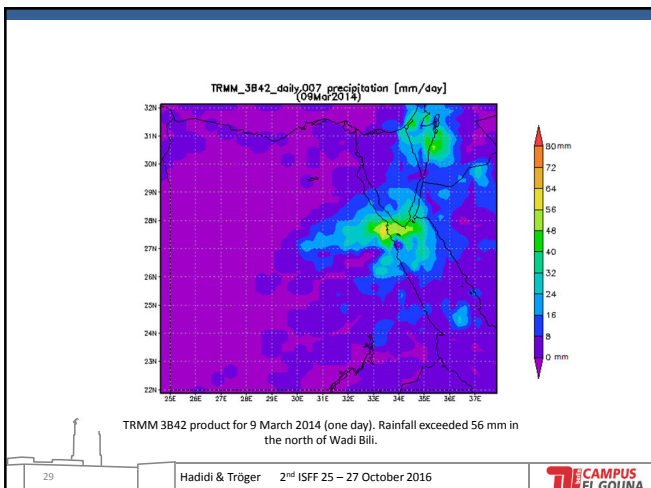 TRMM_3B42_daily.007 precipitation [mm/day]
(09Mar2014)
32N
31N
30N
29N
28N
27N
26N
25N
24N
23N
22N
25E 26E 27E 28E 29E 30E 31E 32E 33E 34E 35E 36E 37E
80 mm
72
64
56
48
40
32
24
16
8
0 mm
TRMM 3B42 product for 9 March 2014 (one day). Rainfall exceeded 56 mm in
the north of Wadi Bili.
29
Hadidi & Tröger 2nd ISFF 25 – 27 October 2016
CAMPUS
EL GOUNA